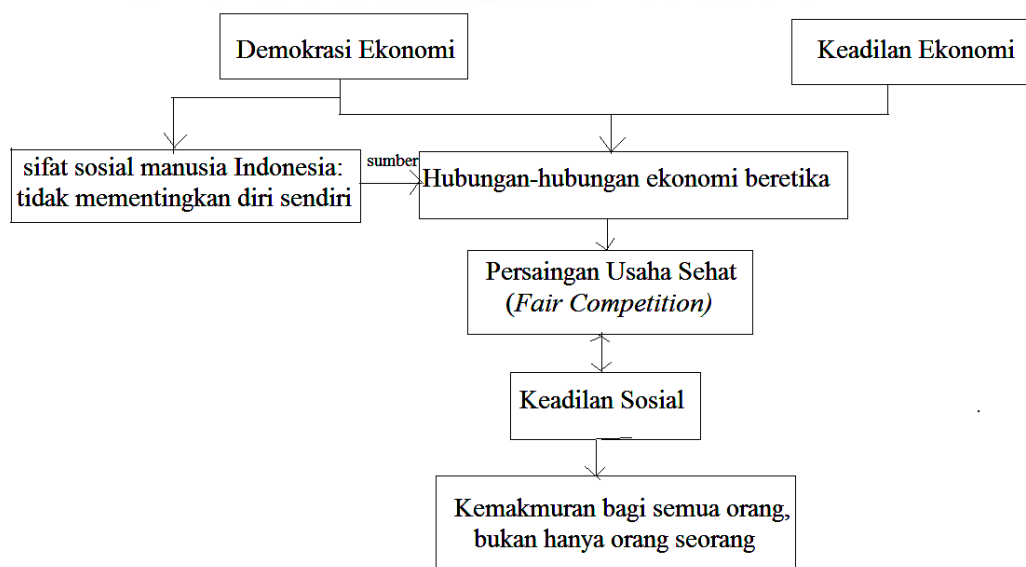 Demokrasi Ekonomi
Keadilan Ekonomi
sifat sosial manusia Indonesia:
tidak mementingkan diri sendiri
sumber
Hubungan-hubungan ekonomi beretika
Persaingan Usaha Sehat
(Fair Competition)
Keadilan Sosial
Kemakmuran bagi semua orang,
bukan hanya orang seorang